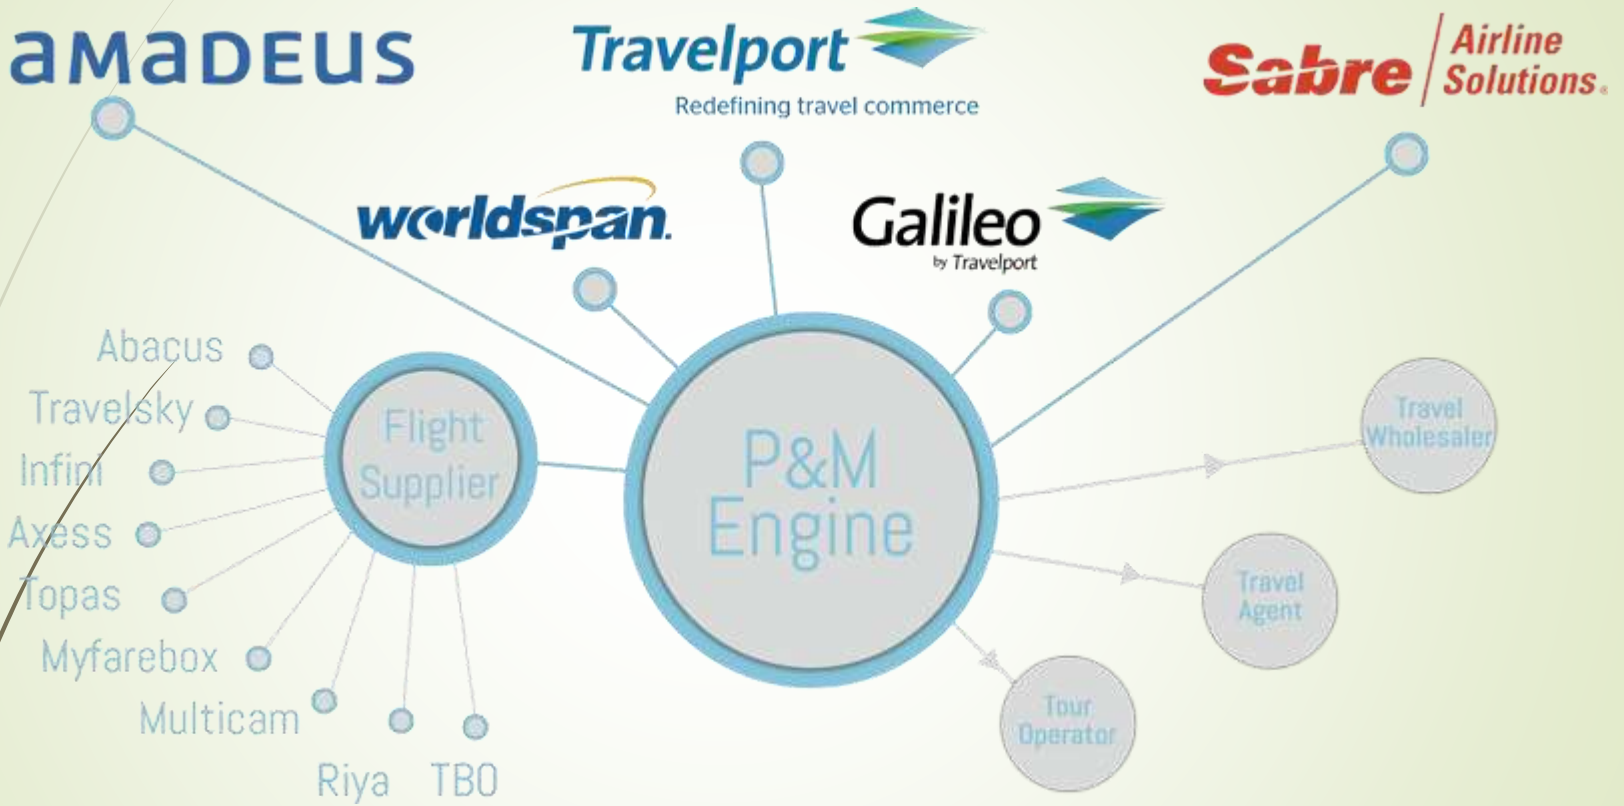 aMaDEUS
Travelport
Redefining travel commerce
Sabre Airline
Solutions®
worldspan.
Galileo
by Travelport
Abacus
Travelsky
Infini
Axess
Topas
Myfarebox
Multicam
Riya
TBO
Flight
Supplier
P&M
Engine
Travel
Wholesaler
Travel
Agent
Tour
Operator